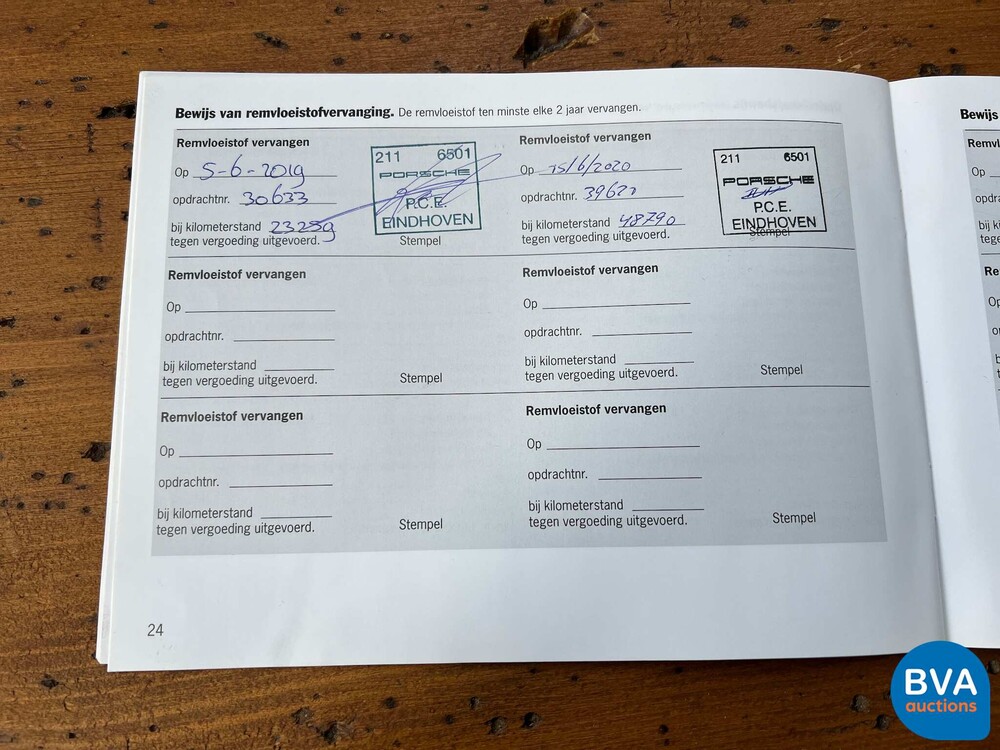 Bewijs van remvloeistofvervanging. De remvloeistof ten minste elke 2 jaar vervangen.
Remvloeistof vervangen
Op 5-6-2019
opdrachtnr. 30633
bij kilometerstand 23259
tegen vergoeding uitgevoerd.
211 6501
PORSCHE
P.C.E.
EINDHOVEN
Stempel
Remvloeistof vervangen
Op 15/6/2020
opdrachtnr.
bij kilometerstand 48790
tegen vergoeding uitgevoerd.
211 6501
PORSCHE
P.C.E.
EINDHOVEN
Stempel
Remvloeistof vervangen
Op
opdrachtnr.
bij kilometerstand
tegen vergoeding uitgevoerd.
Stempel
Remvloeistof vervangen
Op
opdrachtnr.
bij kilometerstand
tegen vergoeding uitgevoerd.
Stempel
Remvloeistof vervangen
Op
opdrachtnr.
bij kilometerstand
tegen vergoeding uitgevoerd.
Stempel
Remvloeistof vervangen
Op
opdrachtnr.
bij kilometerstand
tegen vergoeding uitgevoerd.
Stempel
24
Bewijs
Op
BVA
auctions